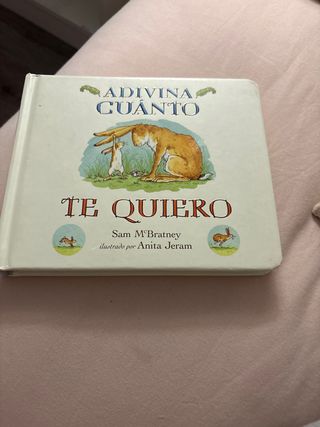 ADIVINA
CUÁNTO
TE QUIERO
Sam McBratney
ilustrado por Anita Jeram